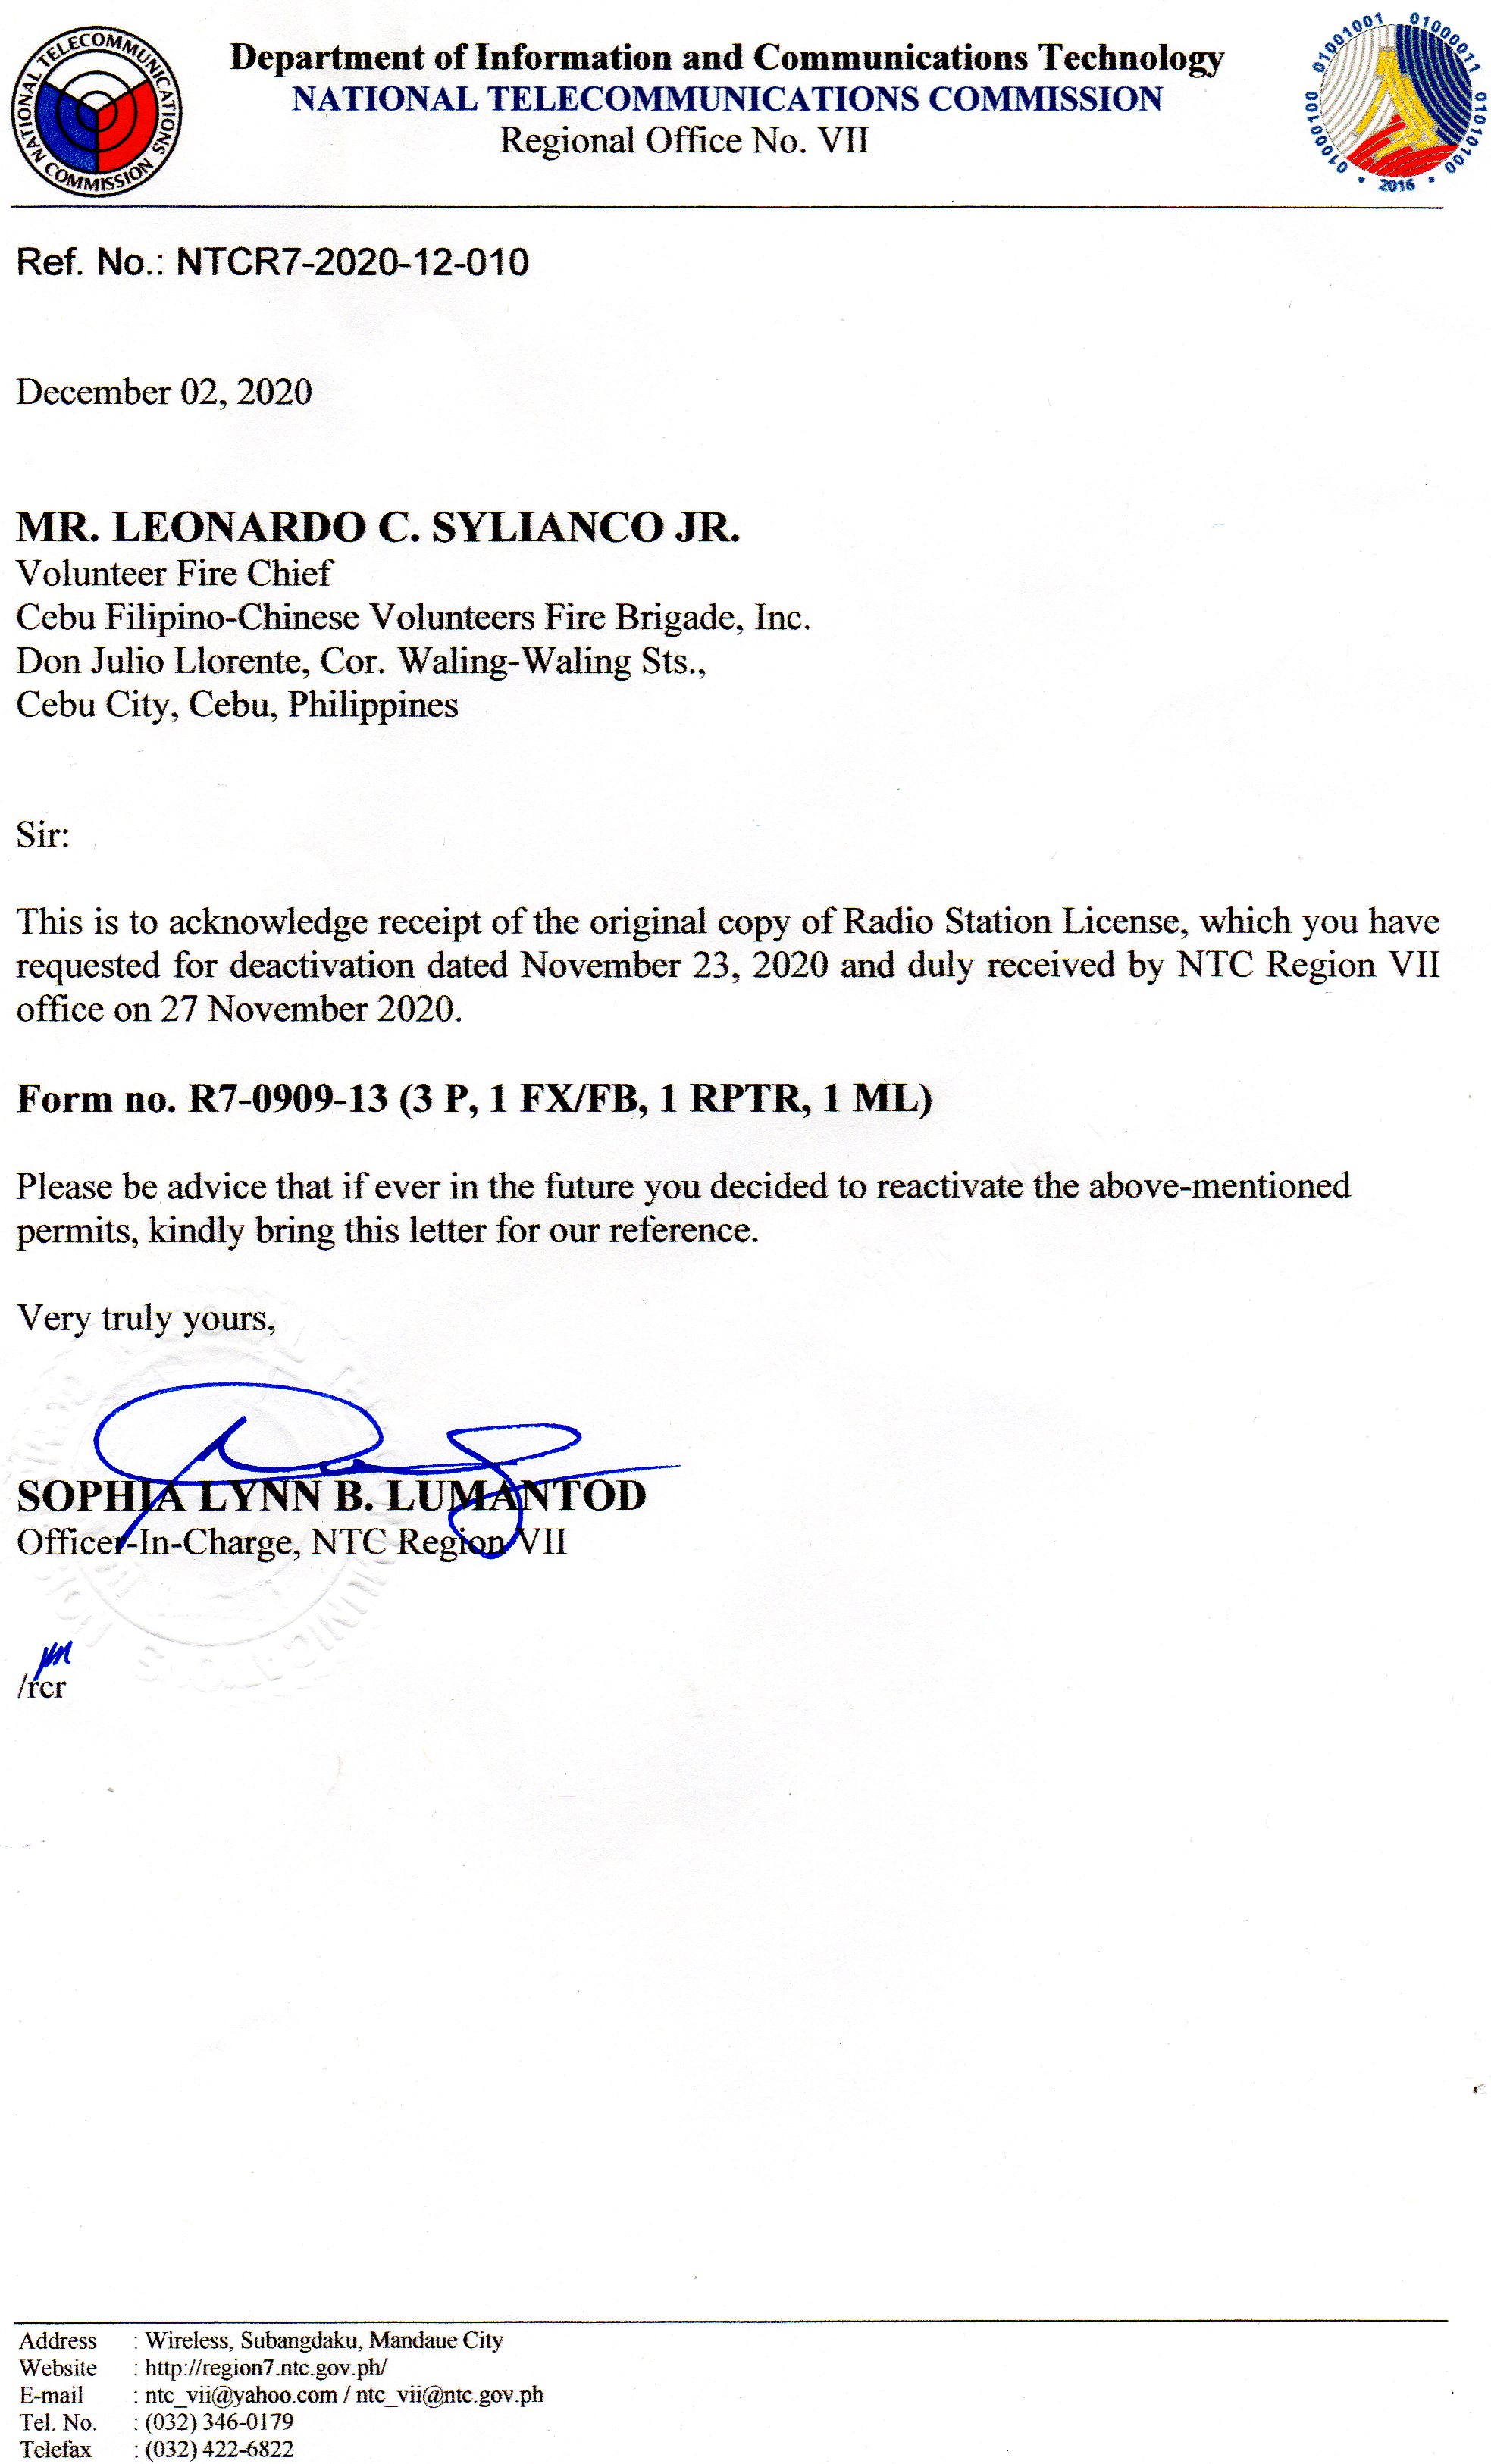 NATIONAL TELECOMMUNICATIONS COMMISSION
Department of Information and Communications Technology
NATIONAL TELECOMMUNICATIONS COMMISSION
Regional Office No. VII
01000100 01001001 01000011 01010100
2016
Ref. No.: NTCR7-2020-12-010
December 02, 2020
MR. LEONARDO C. SYLIANCO JR.
Volunteer Fire Chief
Cebu Filipino-Chinese Volunteers Fire Brigade, Inc.
Don Julio Llorente, Cor. Waling-Waling Sts.,
Cebu City, Cebu, Philippines
Sir:
This is to acknowledge receipt of the original copy of Radio Station License, which you have
requested for deactivation dated November 23, 2020 and duly received by NTC Region VII
office on 27 November 2020.
Form no. R7-0909-13 (3 P, 1 FX/FB, 1 RPTR, 1 ML)
Please be advice that if ever in the future you decided to reactivate the above-mentioned
permits, kindly bring this letter for our reference.
Very truly yours,
SOPHIA LYNN B. LUMANTOD
Officer-In-Charge, NTC Region VII
/rcr
Address : Wireless, Subangdaku, Mandaue City
Website : http://region7.ntc.gov.ph/
E-mail : ntc_vii@yahoo.com / ntc_vii@ntc.gov.ph
Tel. No. : (032) 346-0179
Telefax : (032) 422-6822